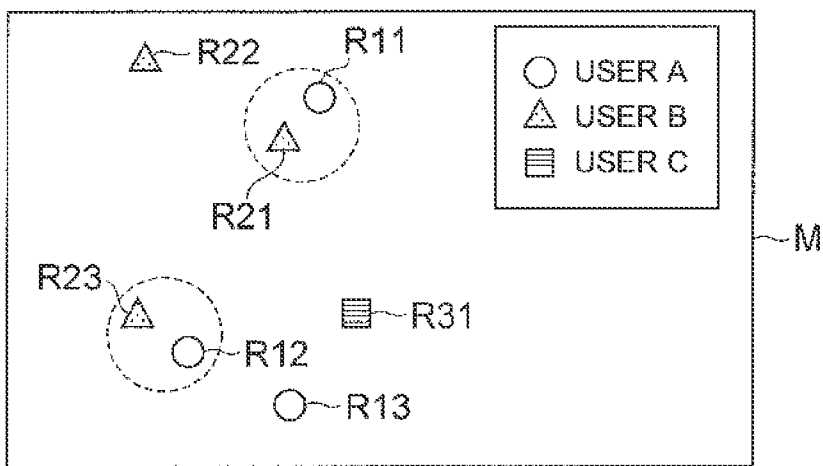 R22
R11
USER A
USER B
USER C
R21
M
R23
R31
R12
R13